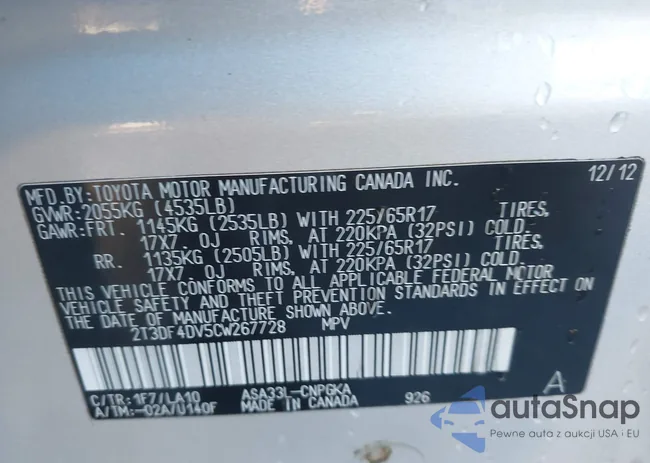 MFD.BY:TOYOTA MOTOR MANUFACTURING CANADA INC. 12/12
GVWR:2055KG (4535LB)
GAWR:FRT. 1145KG (2535LB) WITH 225/65R17 TIRES,
17X7. 0J RIMS, AT 220KPA (32PSI) COLD.
RR. 1135KG (2505LB) WITH 225/65R17 TIRES,
17X7. 0J RIMS, AT 220KPA (32PSI) COLD.
THIS VEHICLE CONFORMS TO ALL APPLICABLE FEDERAL MOTOR
VEHICLE SAFETY AND THEFT PREVENTION STANDARDS IN EFFECT ON
THE DATE OF MANUFACTURE SHOWN ABOVE.
2T3DF4DV5CW267728 MPV
C/TR:1F7/LA10 ASA33L-CNPGKA A
A/TM:-02A/U140F MADE IN CANADA 926
autoSnap
Pewne auta z aukcji USA i EU